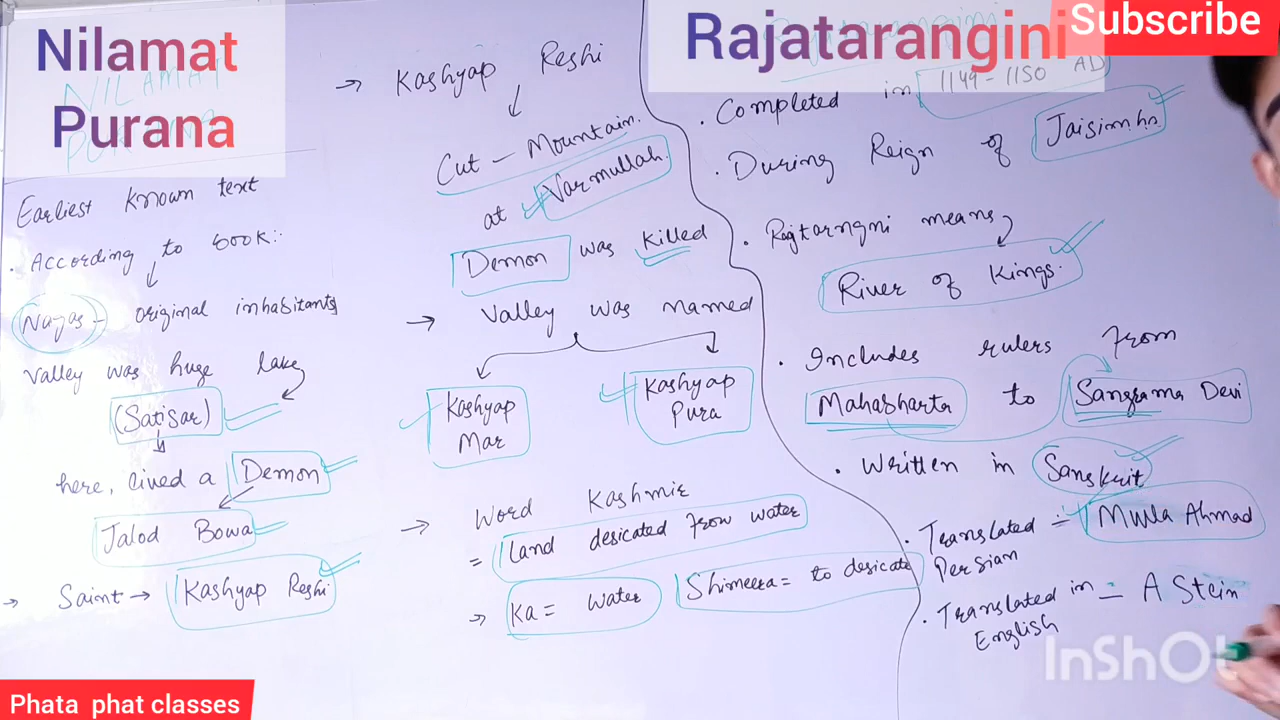 Nilamat
Purana
NILAMAT
Earliest known text
. According to book:-
Nagas - original inhabitants
Valley was huge lake
(Satisar)
here, lived a Demon
Jalod Bowa
→ Saint → Kashyap Reshi
→ Kashyap Reshi
Cut - Mountain.
at Varmullah.
Demon was killed
→ Valley was named
Kashyap
Mar
Kashyap
Pura
→ Word Kashmir
= Land desicated from water
→ Ka = water Shimeera = to desicate
Rajatarangini
Subscribe
. Completed in 1149-1150 AD
. During Reign of Jaisimha
. Rajtarngni means
River of Kings.
. Includes rulers from
Mahabharta to Sangrama Devi
. Written in Sanskrit
. Translated = Mulla Ahmad
Persian
. Translated in = A Stein
English
InShOt
Phata phat classes